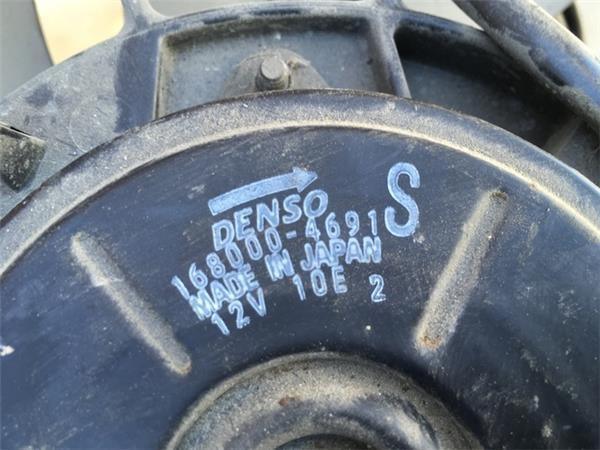 DENSO
168000-4691 S
MADE IN JAPAN
12V 10E 2